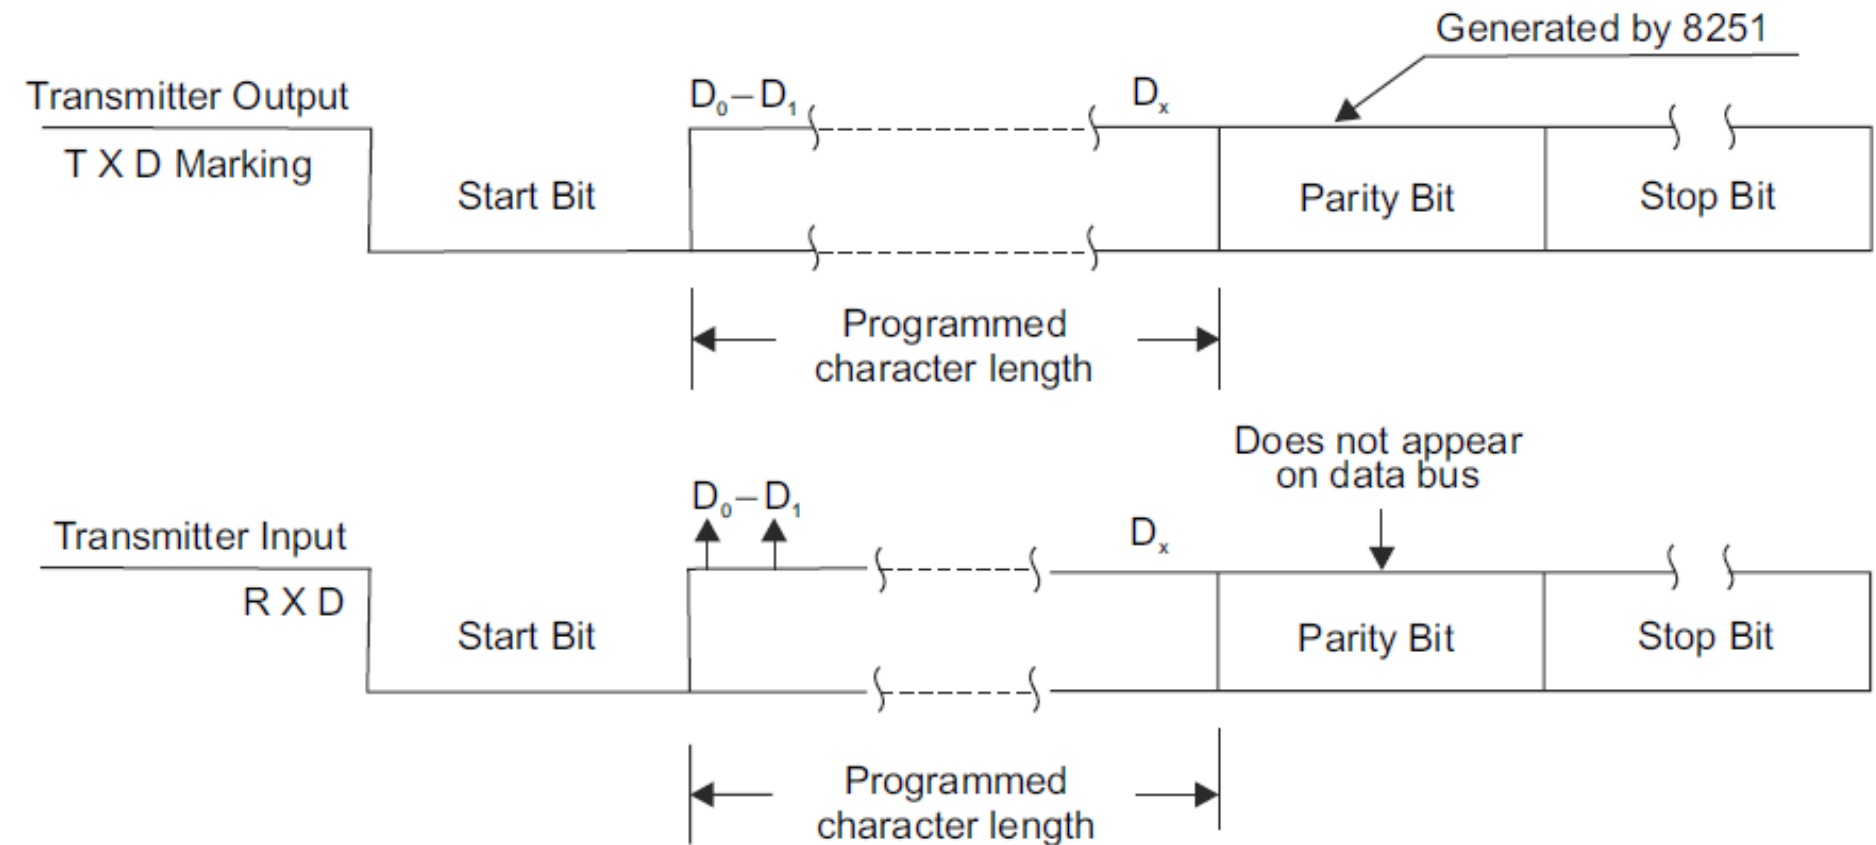 Generated by 8251
Transmitter Output
D₀–D₁
Dₓ
T X D Marking
Start Bit
Parity Bit
Stop Bit
Programmed
character length
Does not appear
on data bus
D₀–D₁
Transmitter Input
Dₓ
R X D
Start Bit
Parity Bit
Stop Bit
Programmed
character length